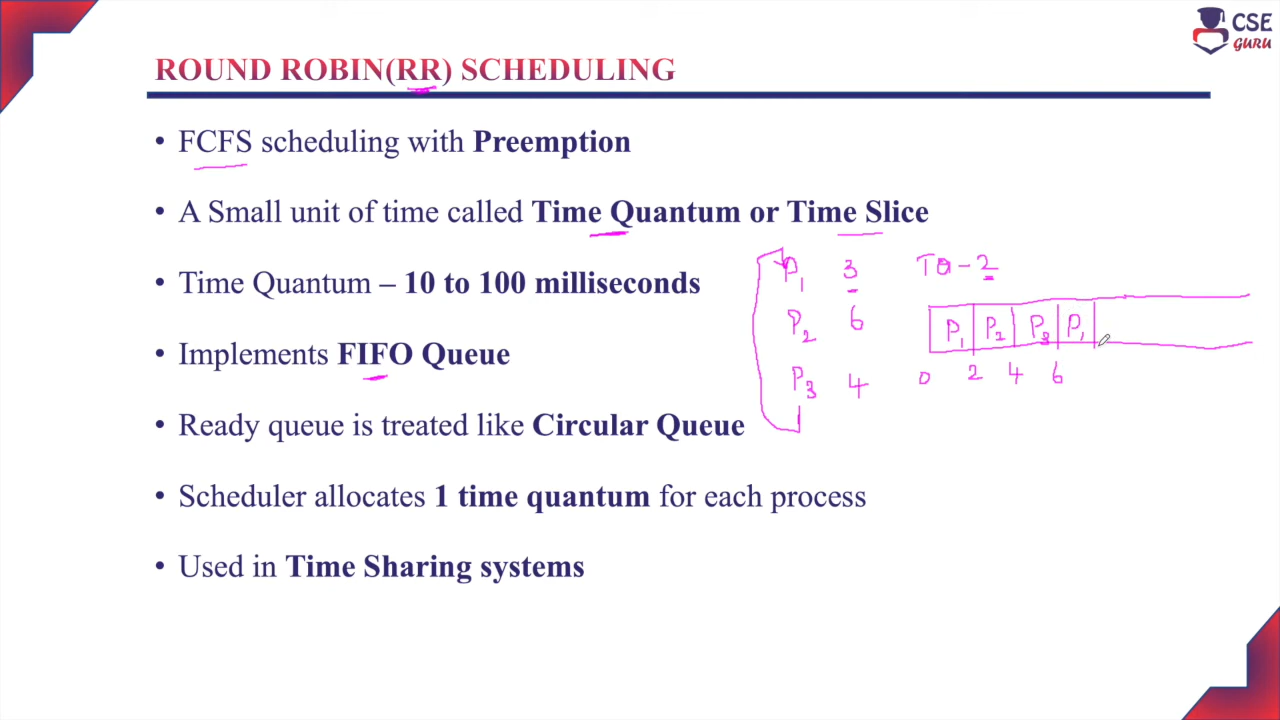 CSE
GURU
ROUND ROBIN(RR) SCHEDULING
• FCFS scheduling with Preemption
• A Small unit of time called Time Quantum or Time Slice
• Time Quantum – 10 to 100 milliseconds
• Implements FIFO Queue
• Ready queue is treated like Circular Queue
• Scheduler allocates 1 time quantum for each process
• Used in Time Sharing systems
P1 3 TQ - 2
P2 6
P3 4
P1 P2 P3 P1
0 2 4 6